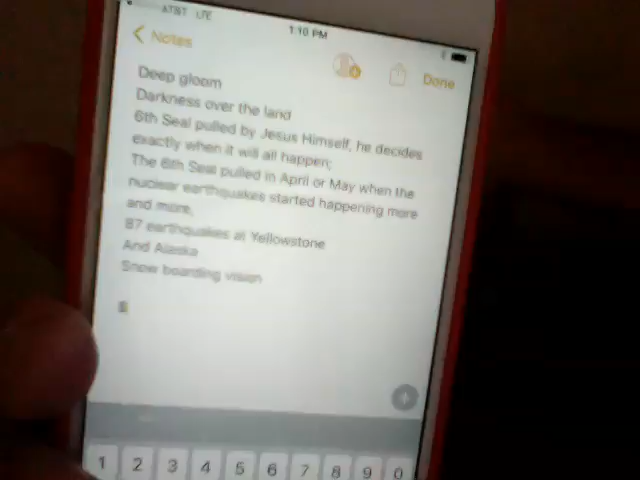 AT&T LTE
1:10 PM
Notes
Done
Deep gloom
Darkness over the land
6th Seal pulled by Jesus Himself, he decides
exactly when it will all happen;
The 6th Seal pulled in April or May when the
nuclear earthquakes started happening more
and more,
87 earthquakes at Yellowstone
And Alaska
Snow boarding vision
1 2 3 4 5 6 7 8 9 0